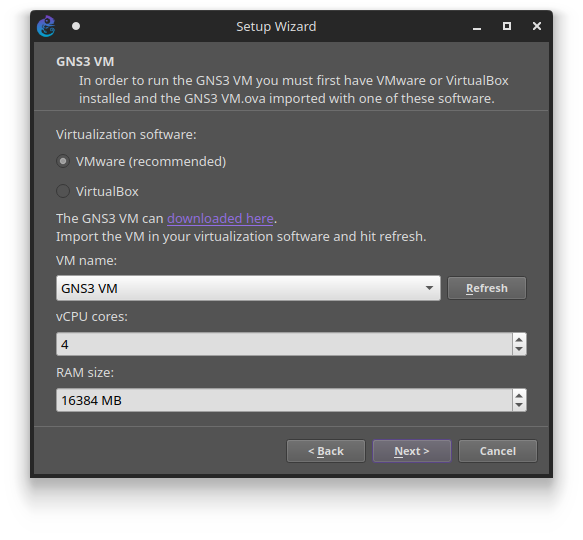 Setup Wizard
GNS3 VM
In order to run the GNS3 VM you must first have VMware or VirtualBox
installed and the GNS3 VM.ova imported with one of these software.
Virtualization software:
VMware (recommended)
VirtualBox
The GNS3 VM can downloaded here.
Import the VM in your virtualization software and hit refresh.
VM name:
GNS3 VM
Refresh
vCPU cores:
4
RAM size:
16384 MB
< Back
Next >
Cancel